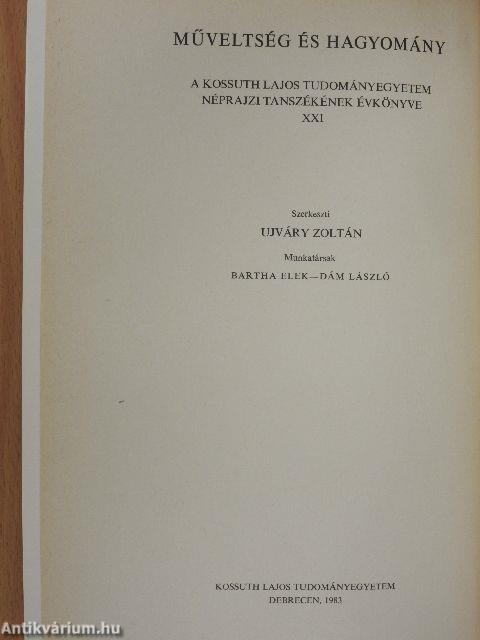 MŰVELTSÉG ÉS HAGYOMÁNY
A KOSSUTH LAJOS TUDOMÁNYEGYETEM
NÉPRAJZI TANSZÉKÉNEK ÉVKÖNYVE
XXI
Szerkeszti
UJVÁRY ZOLTÁN
Munkatársak
BARTHA ELEK—DÁM LÁSZLÓ
KOSSUTH LAJOS TUDOMÁNYEGYETEM
DEBRECEN, 1983
Antikvárium.hu